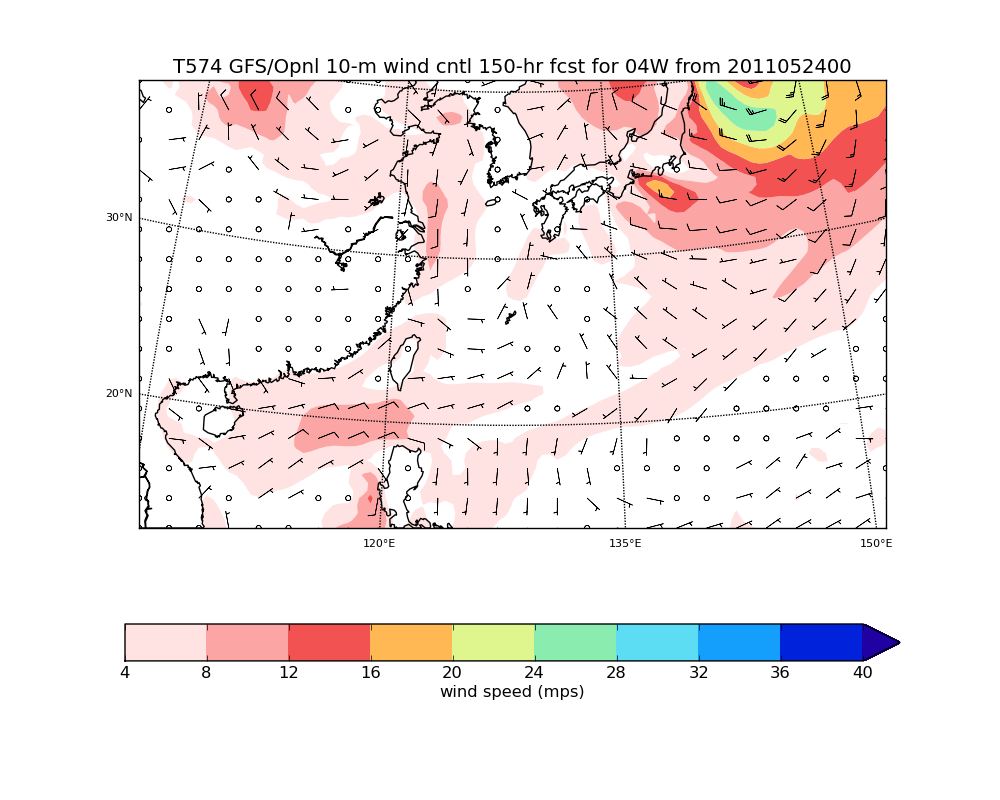 T574 GFS/Opnl 10-m wind cntl 150-hr fcst for 04W from 2011052400
30°N
20°N
120°E 135°E 150°E
4 8 12 16 20 24 28 32 36 40
wind speed (mps)